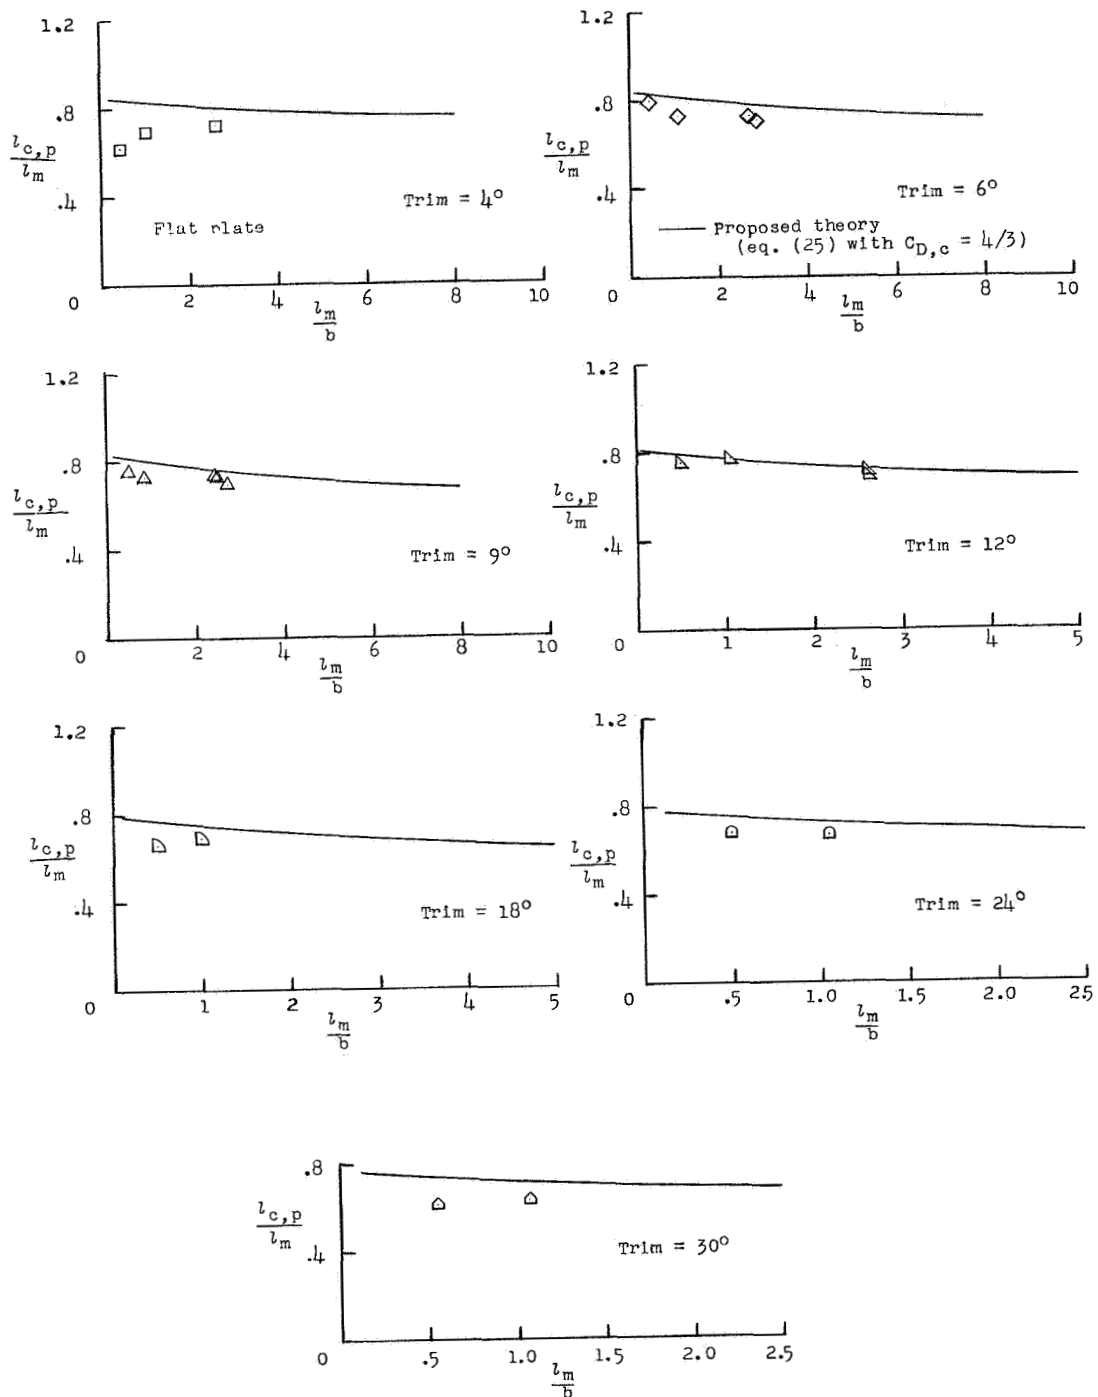 1.2
.8
l_c,p
l_m
.4
Trim = 4°
Flat plate
0 2 4 6 8 10
l_m
b
1.2
.8
l_c,p
l_m
.4
Trim = 6°
Proposed theory
(eq. (25) with C_D,c = 4/3)
0 2 4 6 8 10
l_m
b
1.2
.8
l_c,p
l_m
.4
Trim = 9°
0 2 4 6 8 10
l_m
b
1.2
.8
l_c,p
l_m
.4
Trim = 12°
0 1 2 3 4 5
l_m
b
1.2
.8
l_c,p
l_m
.4
Trim = 18°
0 1 2 3 4 5
l_m
b
1.2
.8
l_c,p
l_m
.4
Trim = 24°
0 .5 1.0 1.5 2.0 25
l_m
b
.8
l_c,p
l_m
.4
Trim = 30°
0 .5 1.0 1.5 2.0 2.5
l_m
b